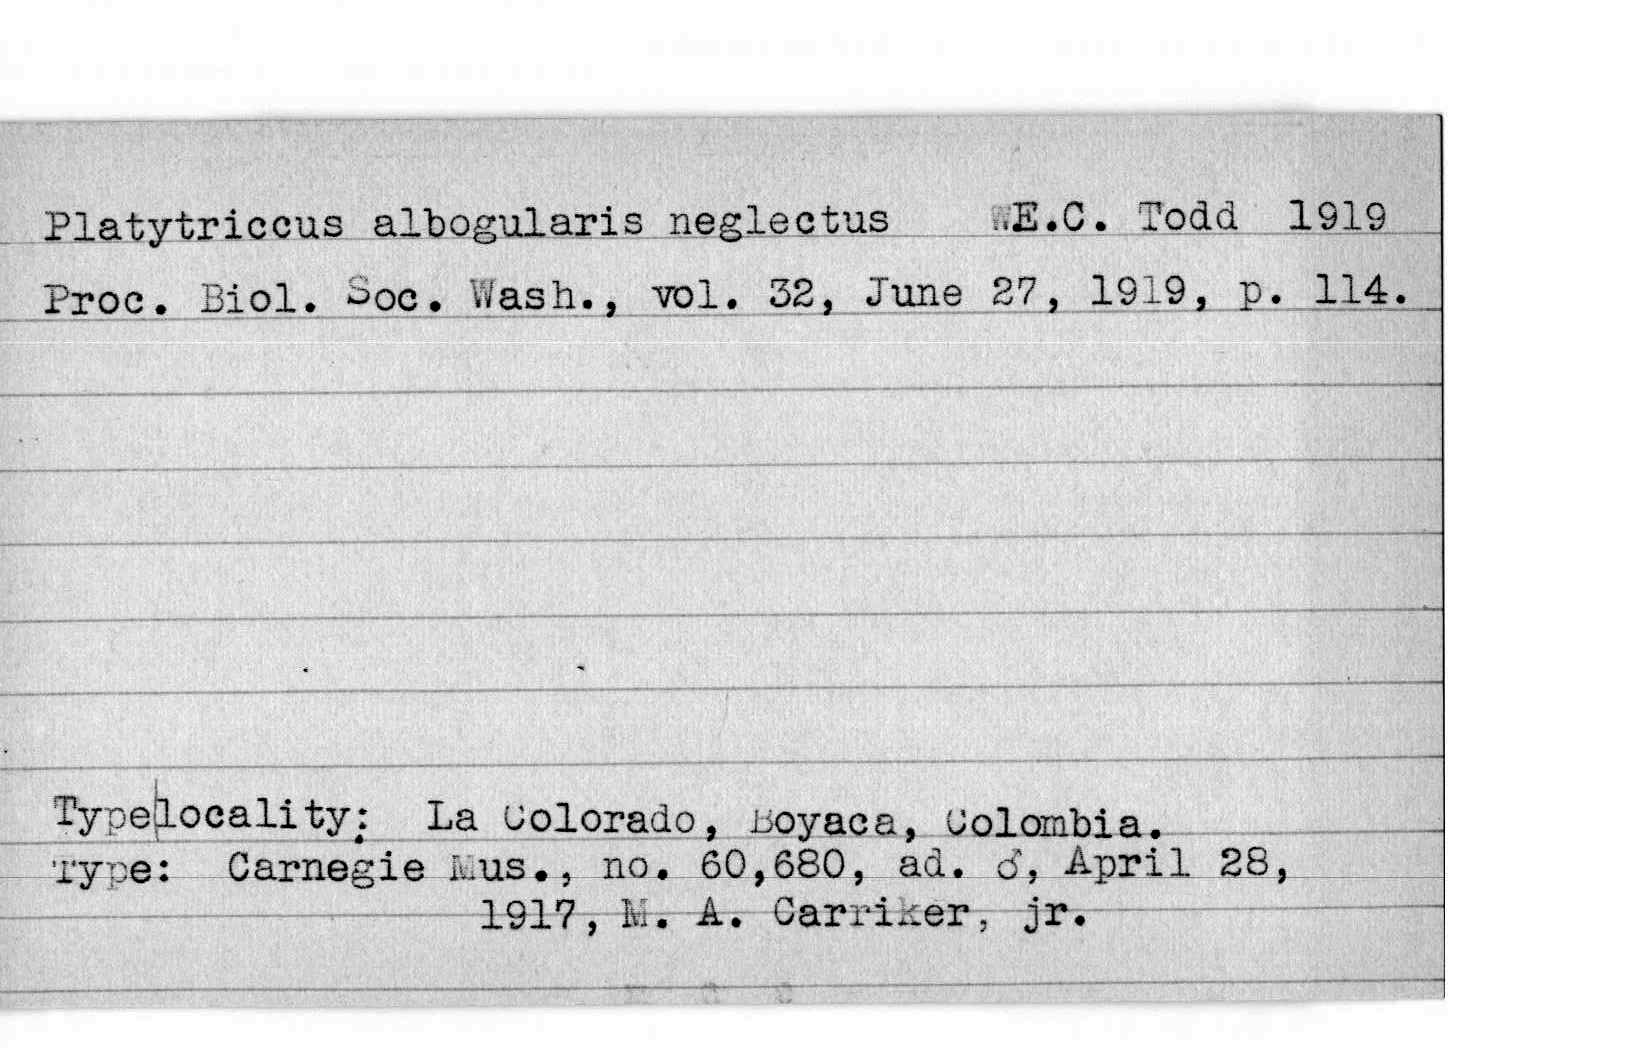 Platytriccus albogularis neglectus WE.C. Todd 1919
Proc. Biol. Soc. Wash., vol. 32, June 27, 1919, p. 114.
Type|locality: La Colorado, Boyaca, Colombia.
Type: Carnegie Mus., no. 60,680, ad. ♂, April 28,
1917, M. A. Carriker, jr.